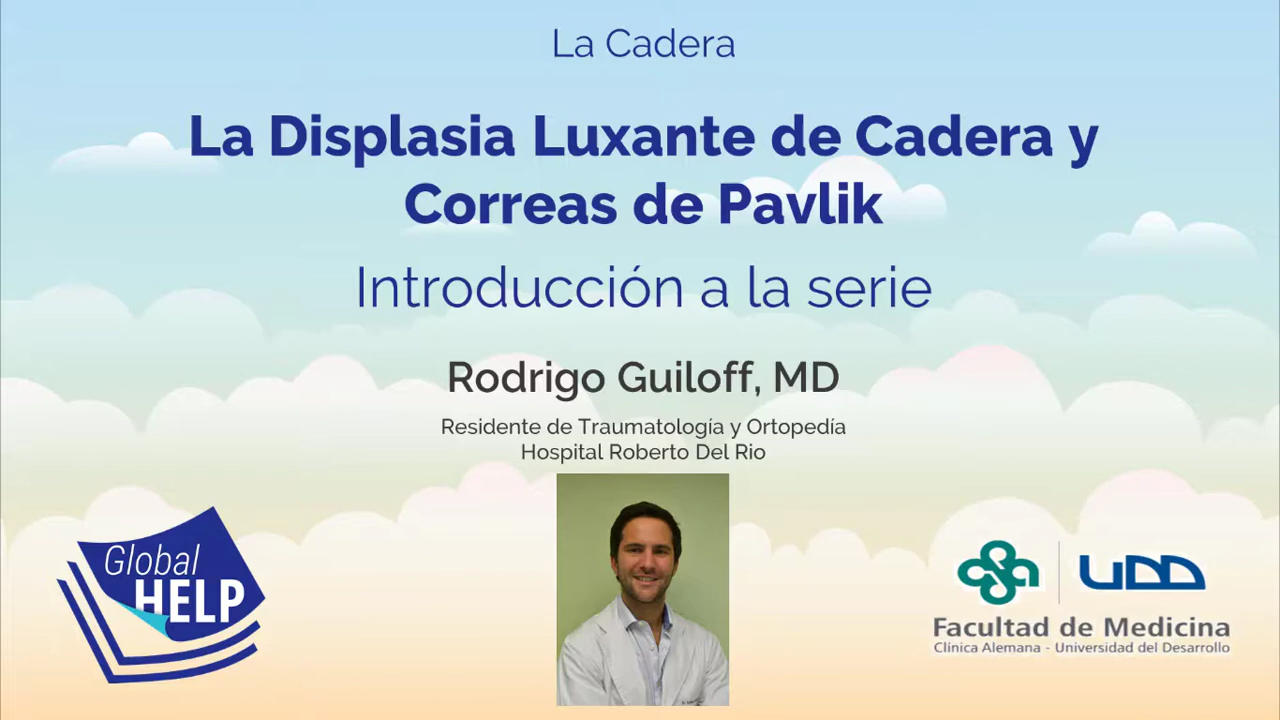 La Cadera
La Displasia Luxante de Cadera y
Correas de Pavlik
Introducción a la serie
Rodrigo Guiloff, MD
Residente de Traumatología y Ortopedía
Hospital Roberto Del Rio
Global
HELP
UDD
Facultad de Medicina
Clínica Alemana - Universidad del Desarrollo